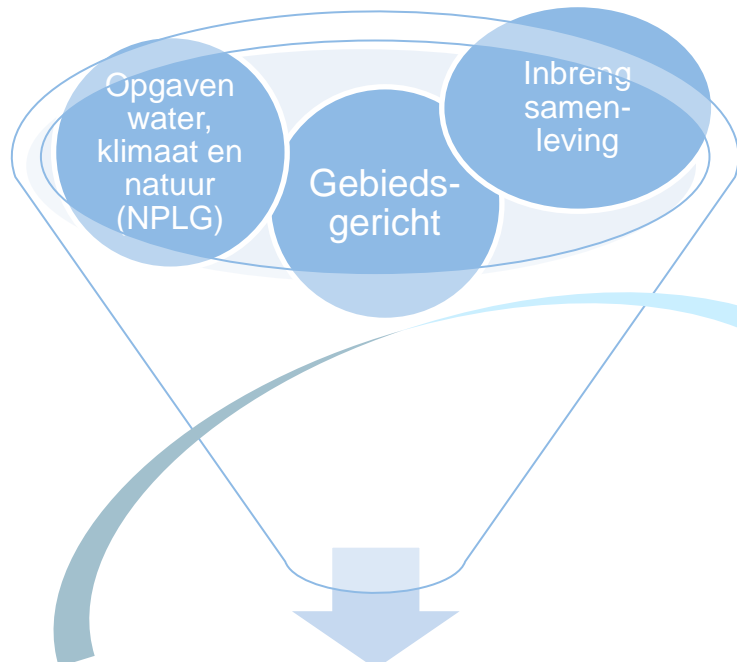 Opgaven
water,
klimaat en
natuur
(NPLG)
Gebieds-
gericht
Inbreng
samen-
leving